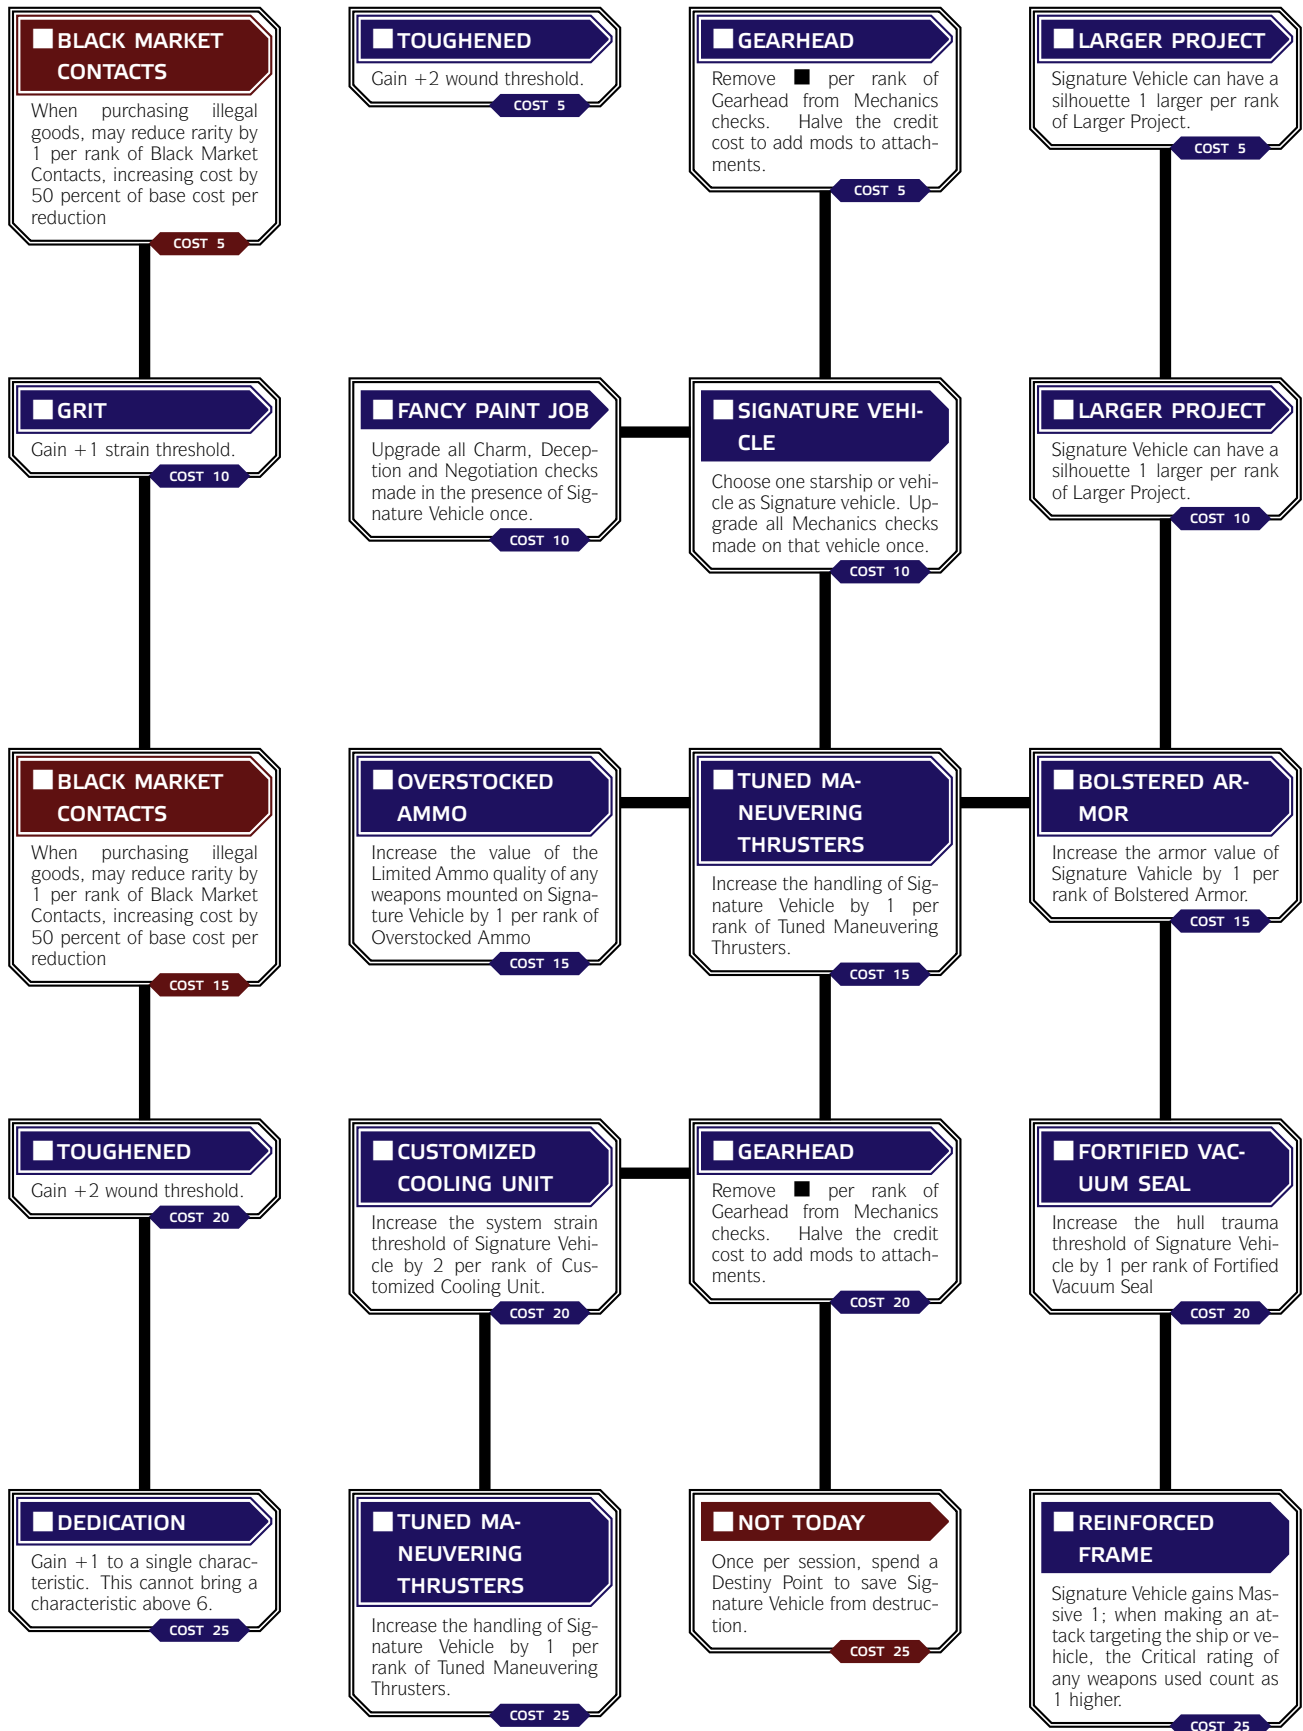 BLACK MARKET
CONTACTS
When purchasing illegal
goods, may reduce rarity by
1 per rank of Black Market
Contacts, increasing cost by
50 percent of base cost per
reduction
COST 5
TOUGHENED
Gain +2 wound threshold.
COST 5
GEARHEAD
Remove ■ per rank of
Gearhead from Mechanics
checks. Halve the credit
cost to add mods to attach-
ments.
COST 5
LARGER PROJECT
Signature Vehicle can have a
silhouette 1 larger per rank
of Larger Project.
COST 5
GRIT
Gain +1 strain threshold.
COST 10
FANCY PAINT JOB
Upgrade all Charm, Decep-
tion and Negotiation checks
made in the presence of Sig-
nature Vehicle once.
COST 10
SIGNATURE VEHI-
CLE
Choose one starship or vehi-
cle as Signature vehicle. Up-
grade all Mechanics checks
made on that vehicle once.
COST 10
LARGER PROJECT
Signature Vehicle can have a
silhouette 1 larger per rank
of Larger Project.
COST 10
BLACK MARKET
CONTACTS
When purchasing illegal
goods, may reduce rarity by
1 per rank of Black Market
Contacts, increasing cost by
50 percent of base cost per
reduction
COST 15
OVERSTOCKED
AMMO
Increase the value of the
Limited Ammo quality of any
weapons mounted on Signa-
ture Vehicle by 1 per rank of
Overstocked Ammo
COST 15
TUNED MA-
NEUVERING
THRUSTERS
Increase the handling of Sig-
nature Vehicle by 1 per
rank of Tuned Maneuvering
Thrusters.
COST 15
BOLSTERED AR-
MOR
Increase the armor value of
Signature Vahicle by 1 per
rank of Bolstered Armor.
COST 15
TOUGHENED
Gain +2 wound threshold.
COST 20
CUSTOMIZED
COOLING UNIT
Increase the system strain
threshold of Signature Vehi-
cle by 2 per rank of Cus-
tomized Cooling Unit.
COST 20
GEARHEAD
Remove ■ per rank of
Gearhead from Mechanics
checks. Halve the credit
cost to add mods to attach-
ments.
COST 20
FORTIFIED VAC-
UUM SEAL
Increase the hull trauma
threshold of Signature Vehi-
cle by 1 per rank of Fortified
Vacuum Seal
COST 20
DEDICATION
Gain +1 to a single charac-
teristic. This cannot bring a
characteristic above 6.
COST 25
TUNED MA-
NEUVERING
THRUSTERS
Increase the handling of Sig-
nature Vehicle by 1 per
rank of Tuned Maneuvering
Thrusters.
COST 25
NOT TODAY
Once per session, spend a
Destiny Point to save Sig-
nature Vehicle from destruc-
tion.
COST 25
REINFORCED
FRAME
Signature Vehicle gains Mas-
sive 1; when making an at-
tack targeting the ship or ve-
hicle, the Critical rating of
any weapons used count as
1 higher.
COST 25